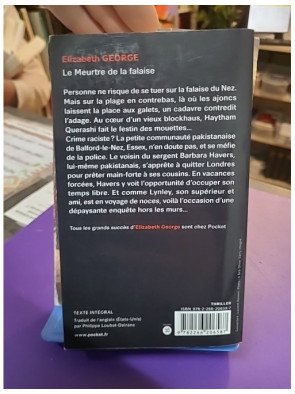 Elizabeth GEORGE
Le Meurtre de la falaise
Personne ne risque de se tuer sur la falaise du Nez.
Mais sur la plage en contrebas, là où les ajoncs
laissent la place aux galets, un cadavre contredit
l'adage. Au cœur d'un vieux blockhaus, Haytham
Querashi fait le festin des mouettes...
Crime raciste ? La petite communauté pakistanaise
de Balford-le-Nez, Essex, n'en doute pas, et se méfie
de la police. Le voisin du sergent Barbara Havers,
lui-même pakistanais, s'apprête à quitter Londres
pour prêter main-forte à ses cousins. En vacances
forcées, Havers y voit l'opportunité d'occuper son
temps libre. Et comme Lynley, son supérieur et
ami, est en voyage de noces, voilà l'occasion d'une
dépaysante enquête hors les murs...
Tous les grands succès d'Elizabeth George sont chez Pocket
THRILLER
TEXTE INTÉGRAL
Traduit de l'anglais (États-Unis)
par Philippe Loubat-Delranc
www.pocket.fr